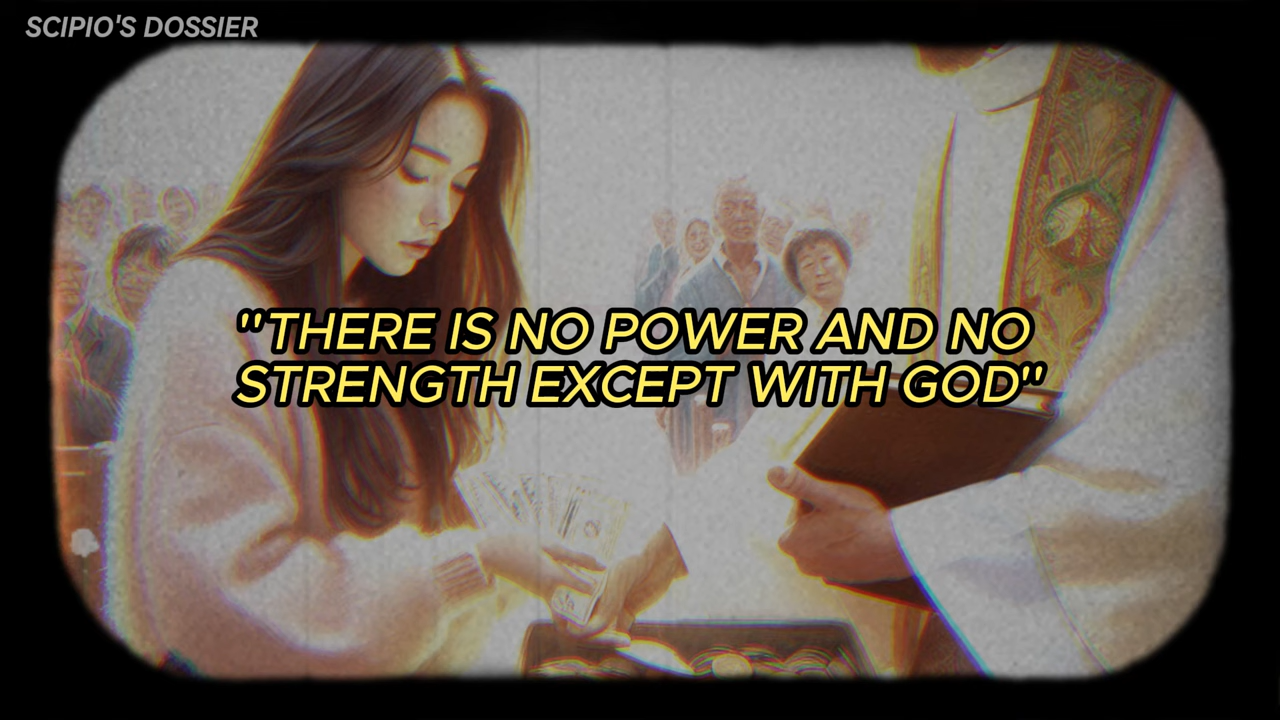 SCIPIO'S DOSSIER
"THERE IS NO POWER AND NO
STRENGTH EXCEPT WITH GOD"